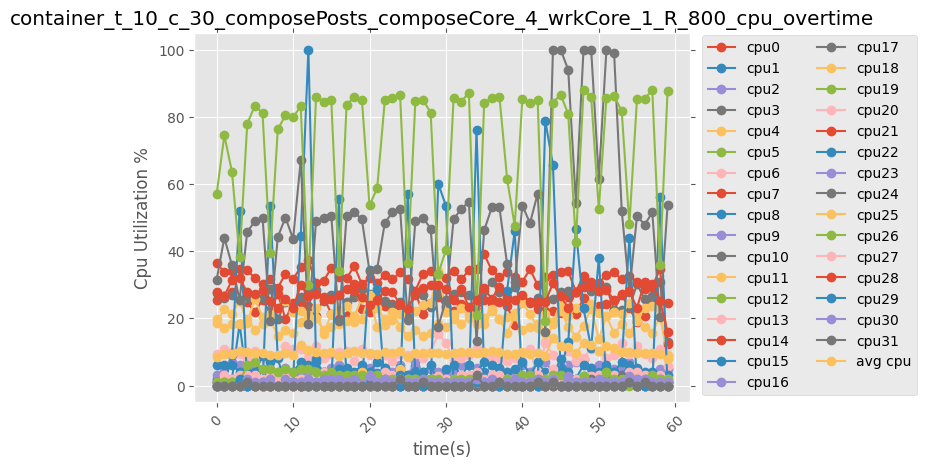 container_t_10_c_30_composePosts_composeCore_4_wrkCore_1_R_800_cpu_overtime
Cpu Utilization %
100
80
60
40
20
0
0
10
20
30
40
50
60
time(s)
cpu0
cpu1
cpu2
cpu3
cpu4
cpu5
cpu6
cpu7
cpu8
cpu9
cpu10
cpu11
cpu12
cpu13
cpu14
cpu15
cpu16
cpu17
cpu18
cpu19
cpu20
cpu21
cpu22
cpu23
cpu24
cpu25
cpu26
cpu27
cpu28
cpu29
cpu30
cpu31
avg cpu